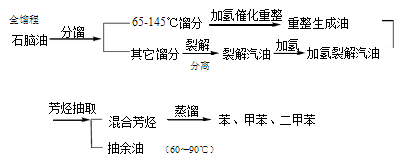 全馏程
石脑油
分馏
65-145℃馏分
加氢催化重整
重整生成油
其它馏分
裂解
分离
裂解汽油
加氢
加氢裂解汽油
芳烃抽取
混合芳烃
蒸馏
苯、甲苯、二甲苯
抽余油
（60～90℃）